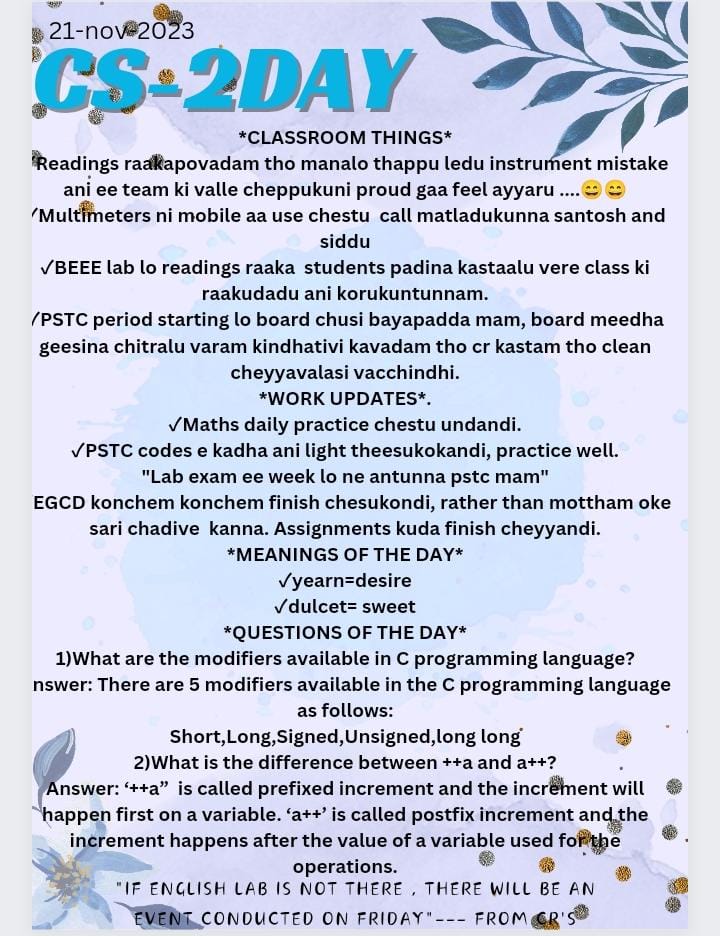 21-nov-2023
CS-2DAY
*CLASSROOM THINGS*
✓Readings raakapovadam tho manalo thappu ledu instrument mistake
ani ee team ki valle cheppukuni proud gaa feel ayyaru ....😄😄
✓Multimeters ni mobile aa use chestu call matladukunna santosh and
siddu
✓BEEE lab lo readings raaka students padina kastaalu vere class ki
raakudadu ani korukuntunnam.
✓PSTC period starting lo board chusi bayapadda mam, board meedha
geesina chitralu varam kindhativi kavadam tho cr kastam tho clean
cheyyavalasi vacchindhi.
*WORK UPDATES*.
✓Maths daily practice chestu undandi.
✓PSTC codes e kadha ani light theesukokandi, practice well.
"Lab exam ee week lo ne antunna pstc mam"
EGCD konchem konchem finish chesukondi, rather than mottham oke
sari chadive kanna. Assignments kuda finish cheyyandi.
*MEANINGS OF THE DAY*
✓yearn=desire
✓dulcet= sweet
*QUESTIONS OF THE DAY*
1)What are the modifiers available in C programming language?
nswer: There are 5 modifiers available in the C programming language
as follows:
Short,Long,Signed,Unsigned,long long
2)What is the difference between ++a and a++?
Answer: ‘++a” is called prefixed increment and the increment will
happen first on a variable. ‘a++’ is called postfix increment and the
increment happens after the value of a variable used for the
operations.
"IF ENGLISH LAB IS NOT THERE , THERE WILL BE AN
EVENT CONDUCTED ON FRIDAY"--- FROM CR'S